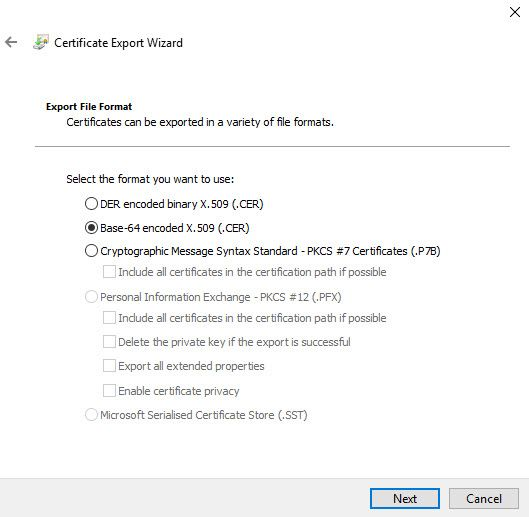 Certificate Export Wizard
Export File Format
Certificates can be exported in a variety of file formats.
Select the format you want to use:
DER encoded binary X.509 (.CER)
Base-64 encoded X.509 (.CER)
Cryptographic Message Syntax Standard - PKCS #7 Certificates (.P7B)
Include all certificates in the certification path if possible
Personal Information Exchange - PKCS #12 (.PFX)
Include all certificates in the certification path if possible
Delete the private key if the export is successful
Export all extended properties
Enable certificate privacy
Microsoft Serialised Certificate Store (.SST)
Next
Cancel